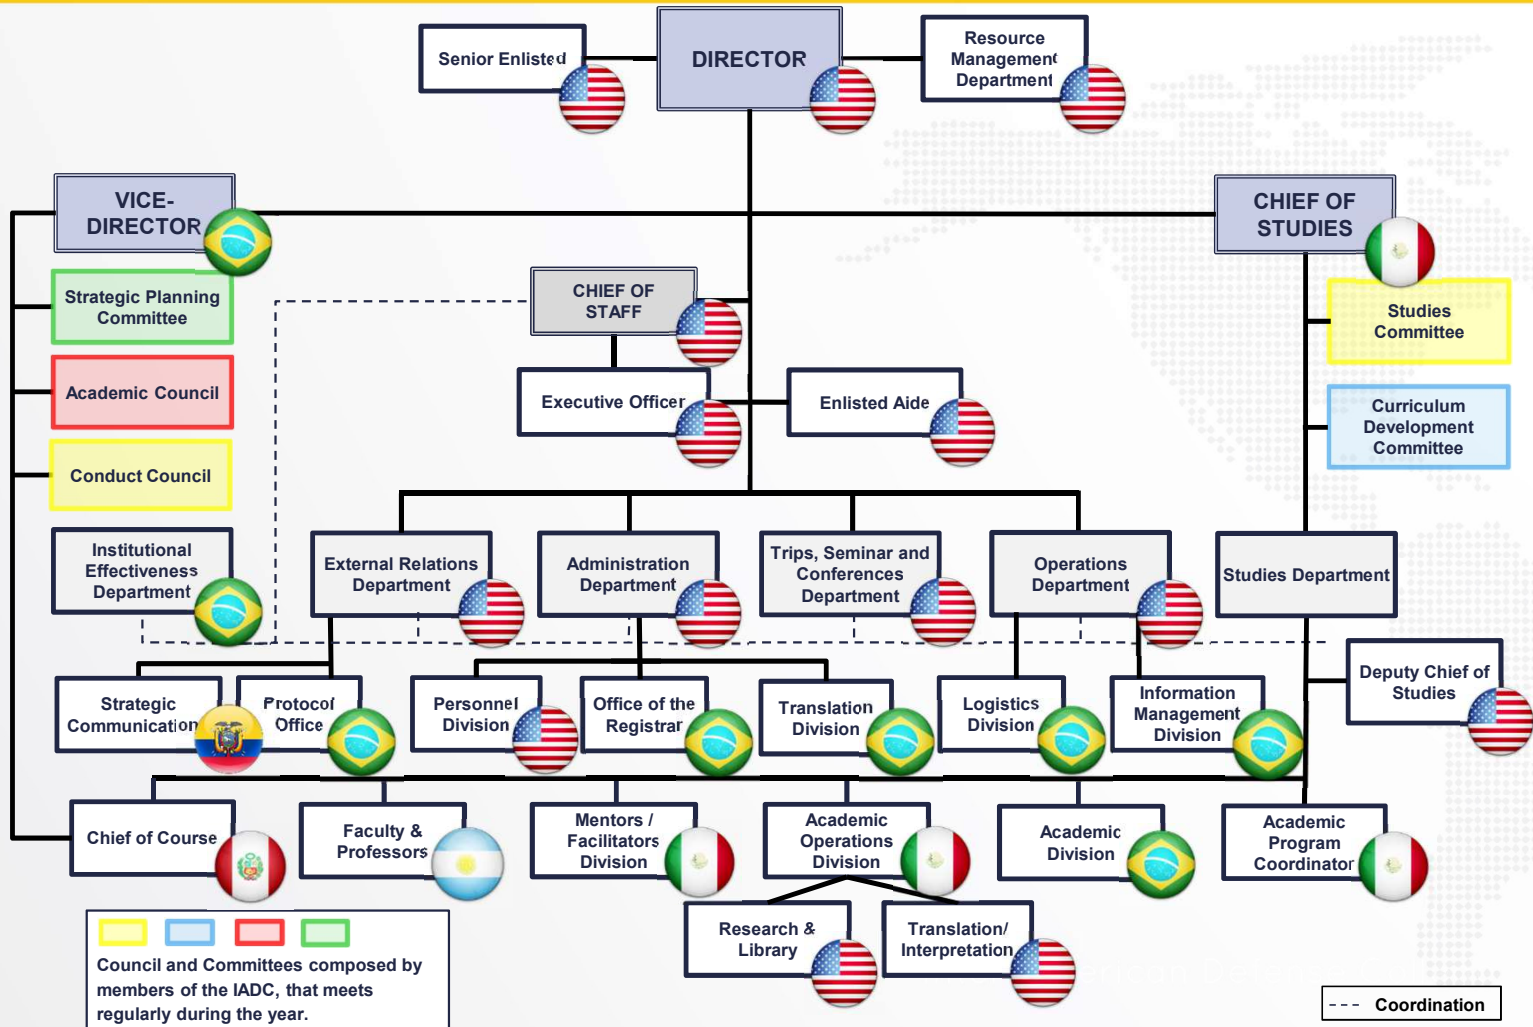 Senior Enlisted
DIRECTOR
Resource
Management
Department
VICE-
DIRECTOR
CHIEF OF
STUDIES
Strategic Planning
Committee
CHIEF OF
STAFF
Studies
Committee
Academic Council
Executive Officer
Enlisted Aide
Curriculum
Development
Committee
Conduct Council
Institutional
Effectiveness
Department
External Relations
Department
Administration
Department
Trips, Seminar and
Conferences
Department
Operations
Department
Studies Department
Strategic
Communication
Protocol
Office
Personnel
Division
Office of the
Registrar
Translation
Division
Logistics
Division
Information
Management
Division
Deputy Chief of
Studies
Chief of Course
Faculty &
Professors
Mentors /
Facilitators
Division
Academic
Operations
Division
Academic
Division
Academic
Program
Coordinator
Research &
Library
Translation/
Interpretation
Council and Committees composed by
members of the IADC, that meets
regularly during the year.
---- Coordination